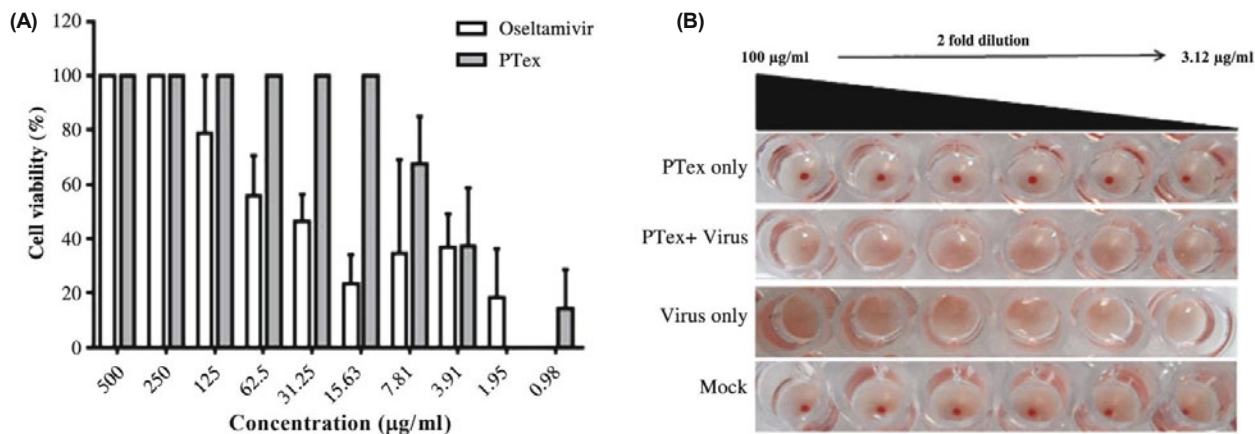 (A)
120
100
80
60
40
20
0
Cell viability (%)
Oseltamivir
PTex
500
250
125
62.5
31.25
15.63
7.81
3.91
1.95
0.98
Concentration (µg/ml)
(B)
2 fold dilution
100 µg/ml
3.12 µg/ml
PTex only
PTex+ Virus
Virus only
Mock